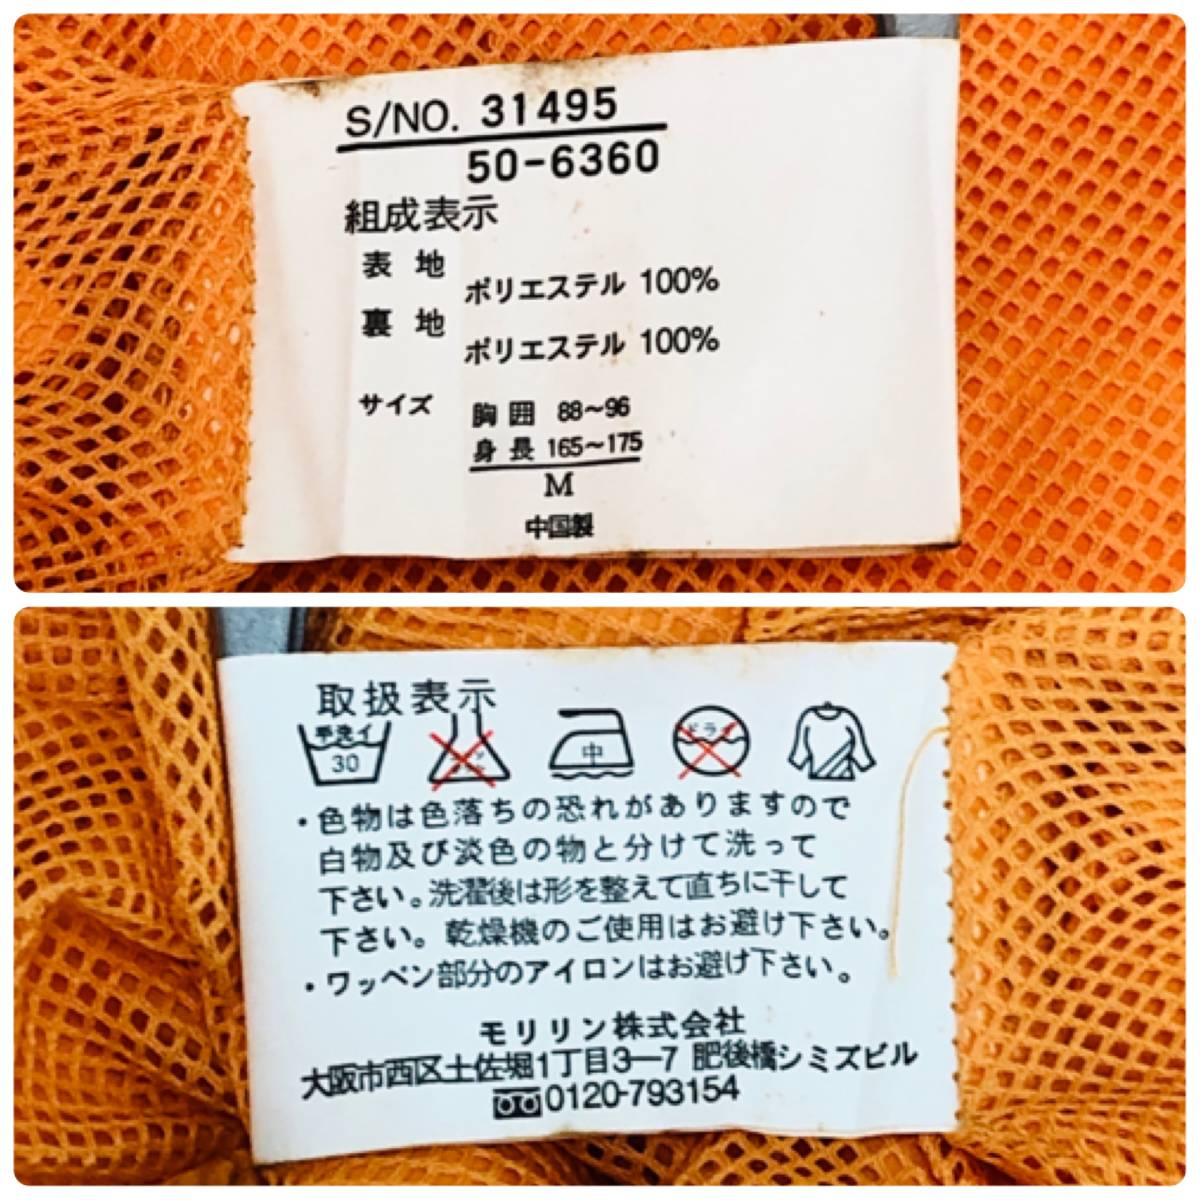 S/NO. 31495
50-6360
組成表示
表 地
ポリエステル 100%
裏 地
ポリエステル 100%
サイズ 胸 囲 88~96
身 長 165~175
M
中国製
取扱表示
手洗イ
30
中
ドライ
・色物は色落ちの恐れがありますので
白物及び淡色の物と分けて洗って
下さい。洗濯後は形を整えて直ちに干して
下さい。乾燥機のご使用はお避け下さい。
・ワッペン部分のアイロンはお避け下さい。
モリリン株式会社
大阪市西区土佐堀1丁目3―7 肥後橋シミズビル
0120-793154